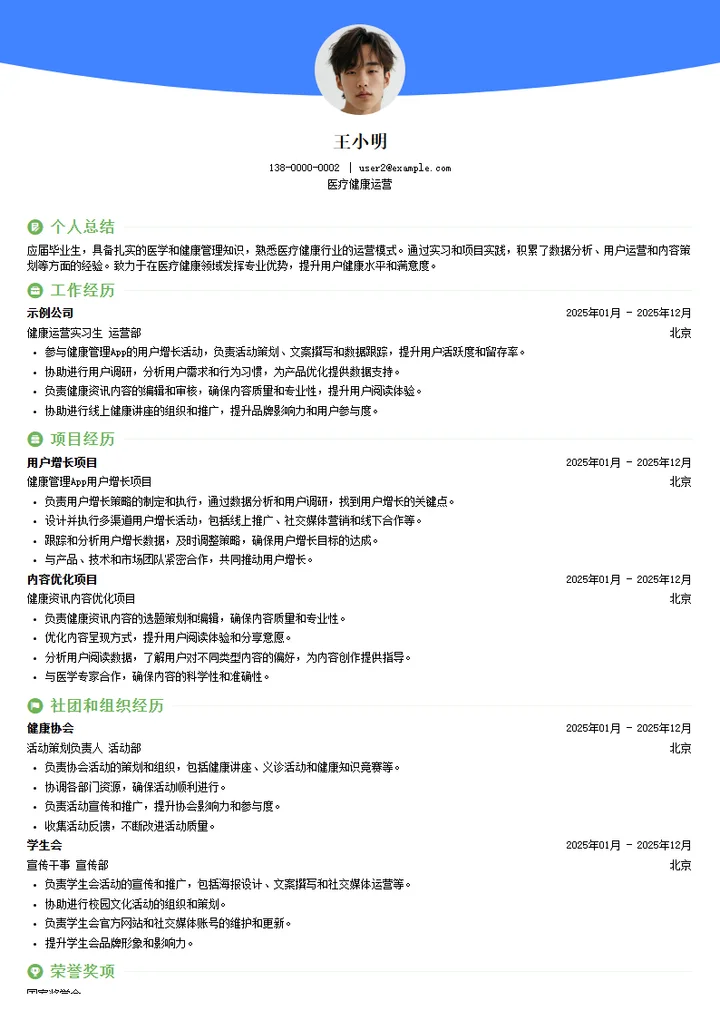 王小明
138-0000-0002 | user2@example.com
医疗健康运营
个人总结
应届毕业生，具备扎实的医学和健康管理知识，熟悉医疗健康行业的运营模式。通过实习和项目实践，积累了数据分析、用户运营和内容策
划等方面的经验。致力于在医疗健康领域发挥专业优势，提升用户健康水平和满意度。
工作经历
示创公司 2025年01月 - 2025年12月
健康运营实习生 运营部 北京
• 参与健康管理App的用户增长活动，负责活动策划、文案撰写和数据跟踪，提升用户活跃度和留存率。
• 协助进行用户调研，分析用户需求和行为习惯，为产品优化提供数据支持。
• 负责健康资讯内容的编辑和审核，确保内容质量和专业性，提升用户阅读体验。
• 协助进行线上健康讲座的组织和推广，提升品牌影响力和用户参与度。
项目经历
用户增长项目 2025年01月 - 2025年12月
健康管理App用户增长项目 北京
• 负责用户增长策略的制定和执行，通过数据分析和用户调研，找到用户增长的关键点。
• 设计并执行多渠道用户增长活动，包括线上推广、社交媒体营销和线下合作等。
• 跟踪和分析用户增长数据，及时调整策略，确保用户增长目标的达成。
• 与产品、技术和市场团队紧密合作，共同推动用户增长。
内容优化项目 2025年01月 - 2025年12月
健康资讯内容优化项目 北京
• 负责健康资讯内容的选题策划和编辑，确保内容质量和专业性。
• 优化内容呈现方式，提升用户阅读体验和分享意愿。
• 分析用户阅读数据，了解用户对不同类型内容的偏好，为内容创作提供指导。
• 与医学专家合作，确保内容的科学性和准确性。
社团和组织经历
健康协会 2025年01月 - 2025年12月
活动策划负责人 活动部 北京
• 负责协会活动的策划和组织，包括健康讲座、义诊活动和健康知识竞赛等。
• 协调各部门资源，确保活动顺利进行。
• 负责活动宣传和推广，提升协会影响力和参与度。
• 收集活动反馈，不断改进活动质量。
学生会 2025年01月 - 2025年12月
宣传干事 宣传部 北京
• 负责学生会活动的宣传和推广，包括海报设计、文案撰写和社交媒体运营等。
• 协助进行校园文化活动的组织和策划。
• 负责学生会官方网站和社交媒体账号的维护和更新。
• 提升学生会品牌形象和影响力。
荣誉奖项
国家奖学金